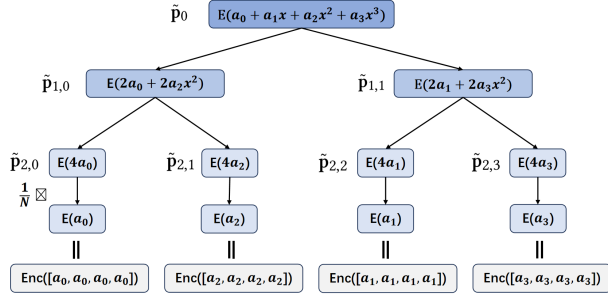 p̃₀ E(a₀ + a₁x + a₂x² + a₃x³)
p̃₁,₀ E(2a₀ + 2a₂x²) p̃₁,₁ E(2a₁ + 2a₃x²)
p̃₂,₀ E(4a₀) p̃₂,₁ E(4a₂) p̃₂,₂ E(4a₁) p̃₂,₃ E(4a₃)
1/N ☒
E(a₀) E(a₂) E(a₁) E(a₃)
= = = =
Enc([a₀, a₀, a₀, a₀]) Enc([a₂, a₂, a₂, a₂]) Enc([a₁, a₁, a₁, a₁]) Enc([a₃, a₃, a₃, a₃])